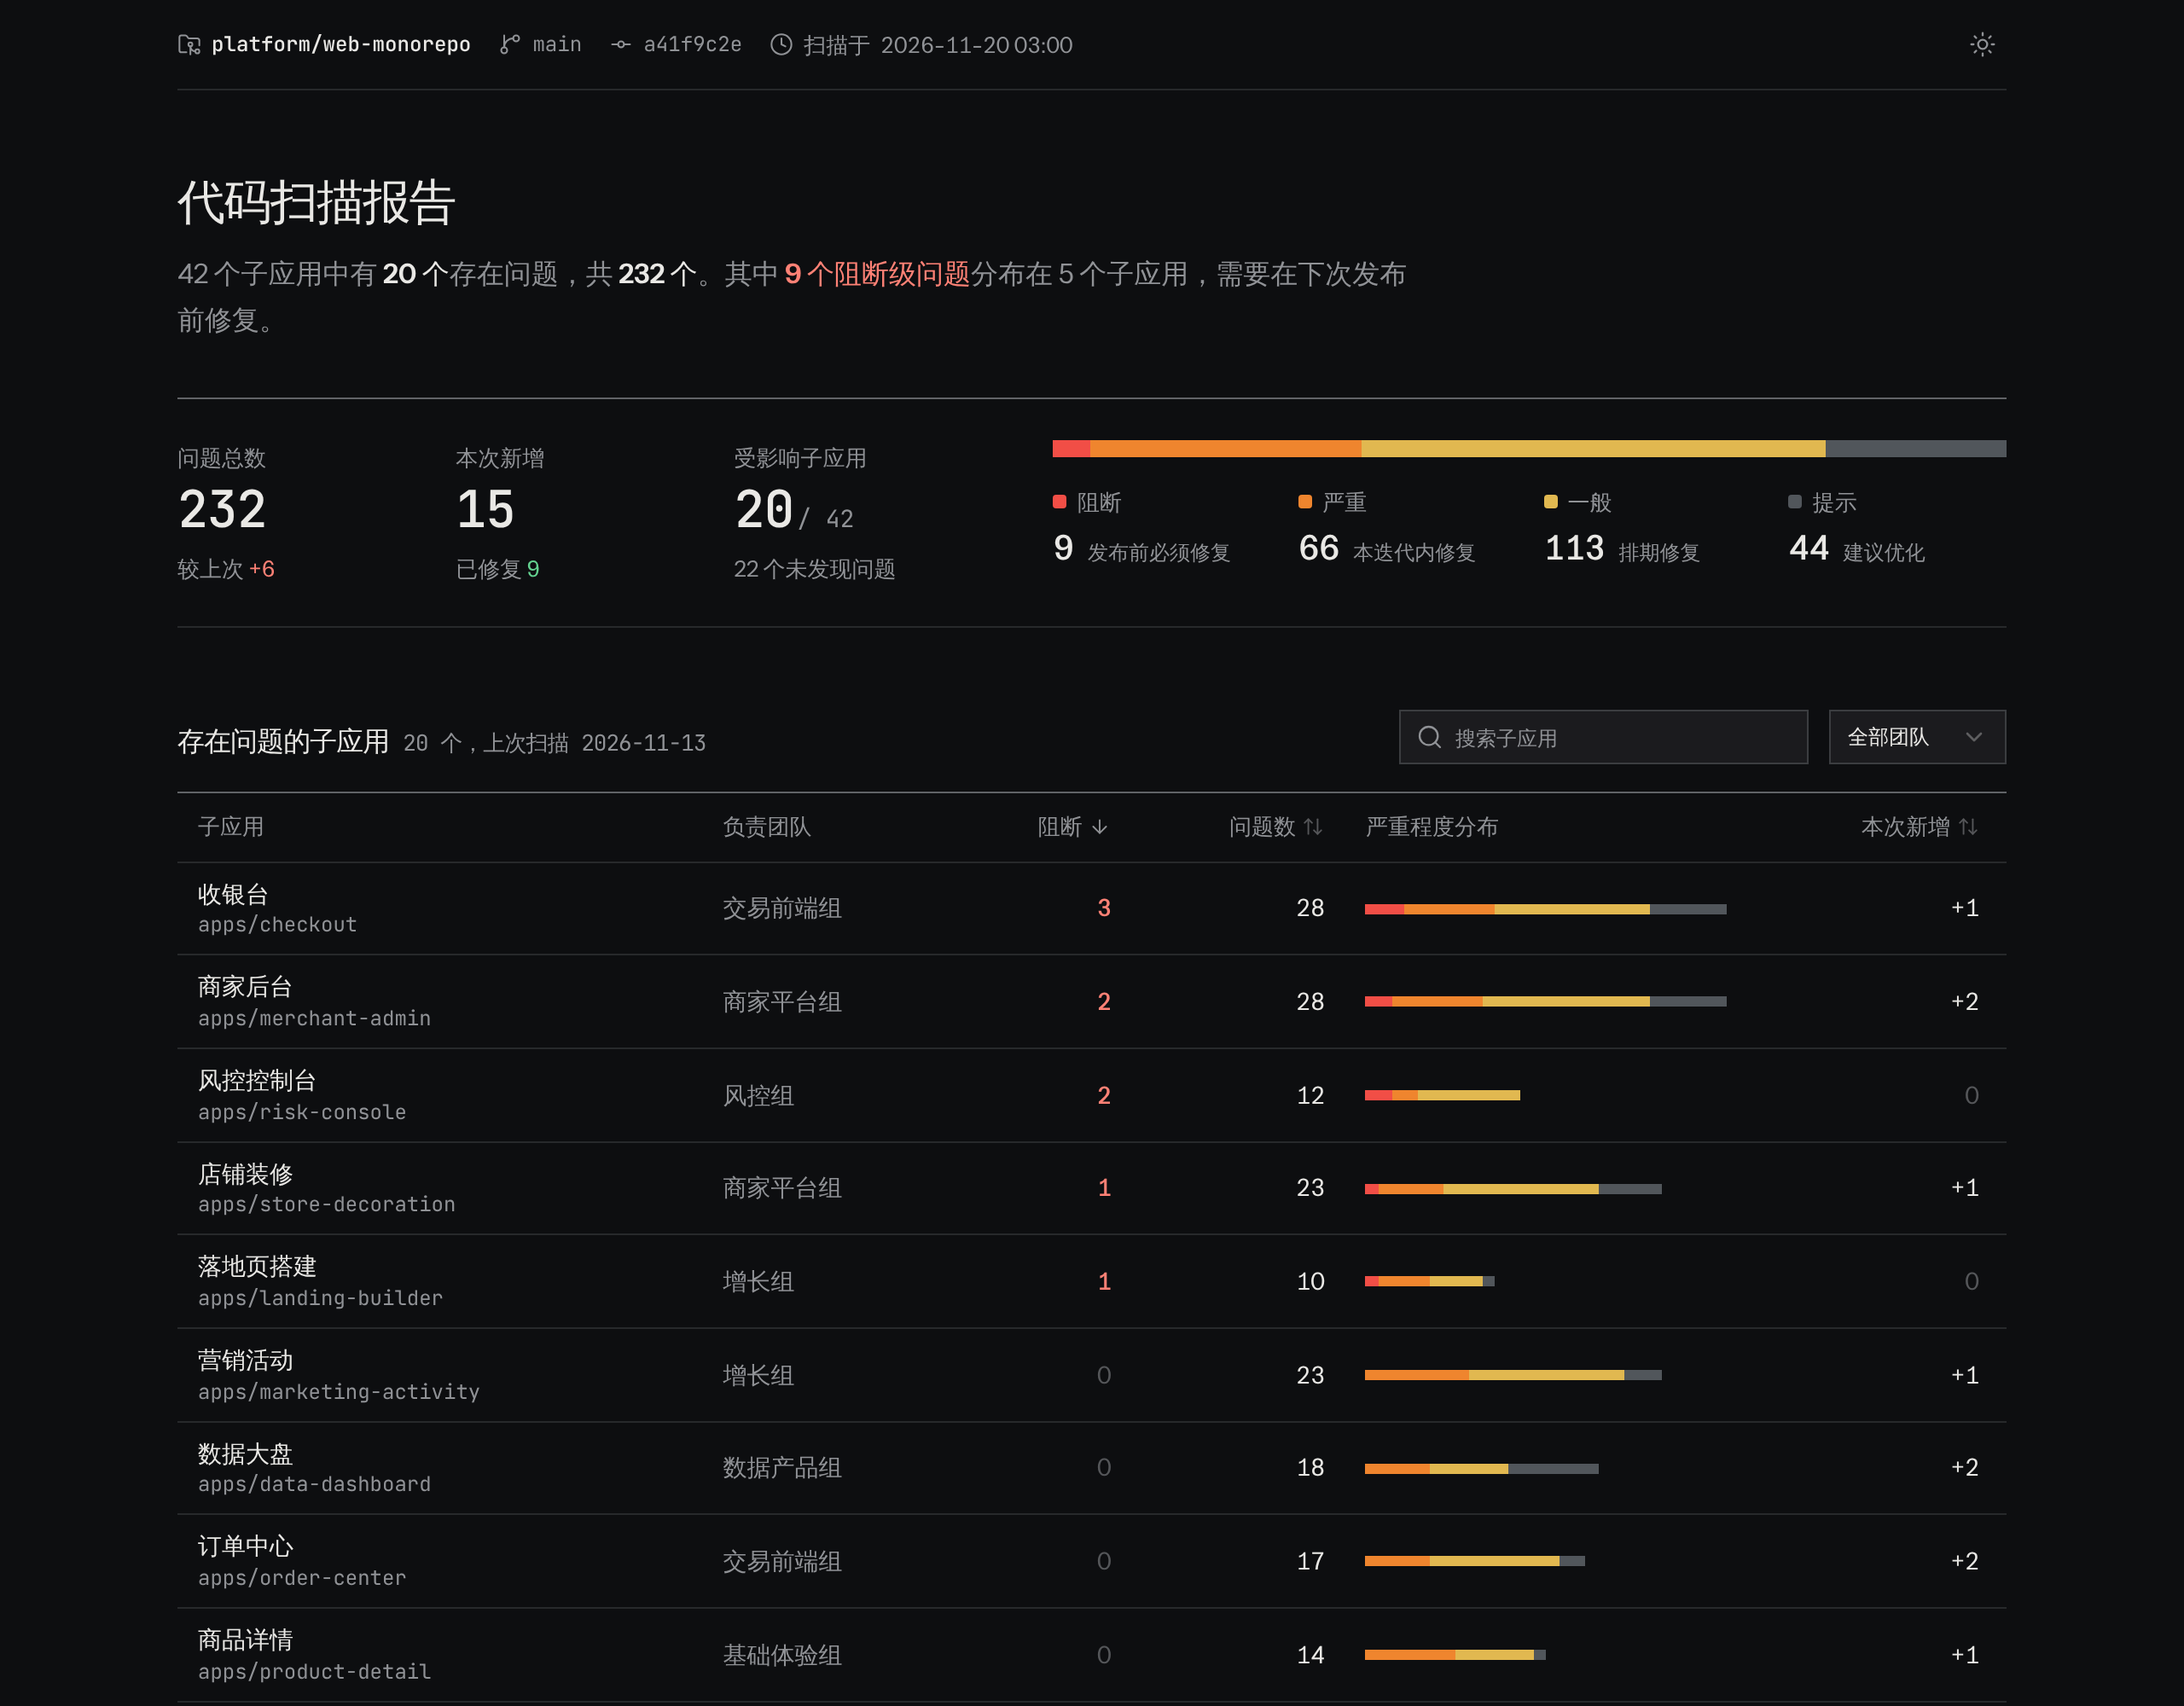 platform/web-monorepo main a41f9c2e 扫描于 2026-11-20 03:00
代码扫描报告
42 个子应用中有 20 个存在问题，共 232 个。其中 9 个阻断级问题分布在 5 个子应用，需要在下次发布
前修复。
问题总数
232
较上次 +6
本次新增
15
已修复 9
受影响子应用
20 / 42
22 个未发现问题
阻断
9 发布前必须修复
严重
66 本迭代内修复
一般
113 排期修复
提示
44 建议优化
存在问题的子应用 20 个，上次扫描 2026-11-13
搜索子应用
全部团队
子应用 负责团队 阻断 问题数 严重程度分布 本次新增
收银台
apps/checkout
交易前端组 3 28 +1
商家后台
apps/merchant-admin
商家平台组 2 28 +2
风控控制台
apps/risk-console
风控组 2 12 0
店铺装修
apps/store-decoration
商家平台组 1 23 +1
落地页搭建
apps/landing-builder
增长组 1 10 0
营销活动
apps/marketing-activity
增长组 0 23 +1
数据大盘
apps/data-dashboard
数据产品组 0 18 +2
订单中心
apps/order-center
交易前端组 0 17 +2
商品详情
apps/product-detail
基础体验组 0 14 +1